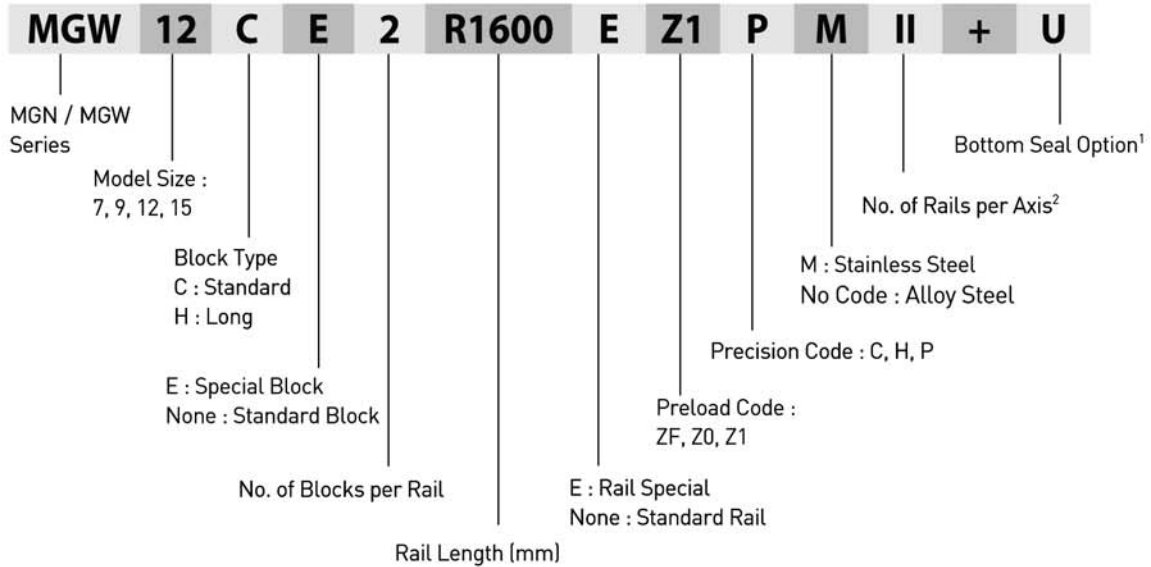 MGW 12 C E 2 R1600 E Z1 P M II + U
MGN / MGW
Series
Model Size :
7, 9, 12, 15
Block Type
C : Standard
H : Long
E : Special Block
None : Standard Block
No. of Blocks per Rail
Rail Length (mm)
E : Rail Special
None : Standard Rail
Preload Code :
ZF, Z0, Z1
Precision Code : C, H, P
M : Stainless Steel
No Code : Alloy Steel
No. of Rails per Axis²
Bottom Seal Option¹